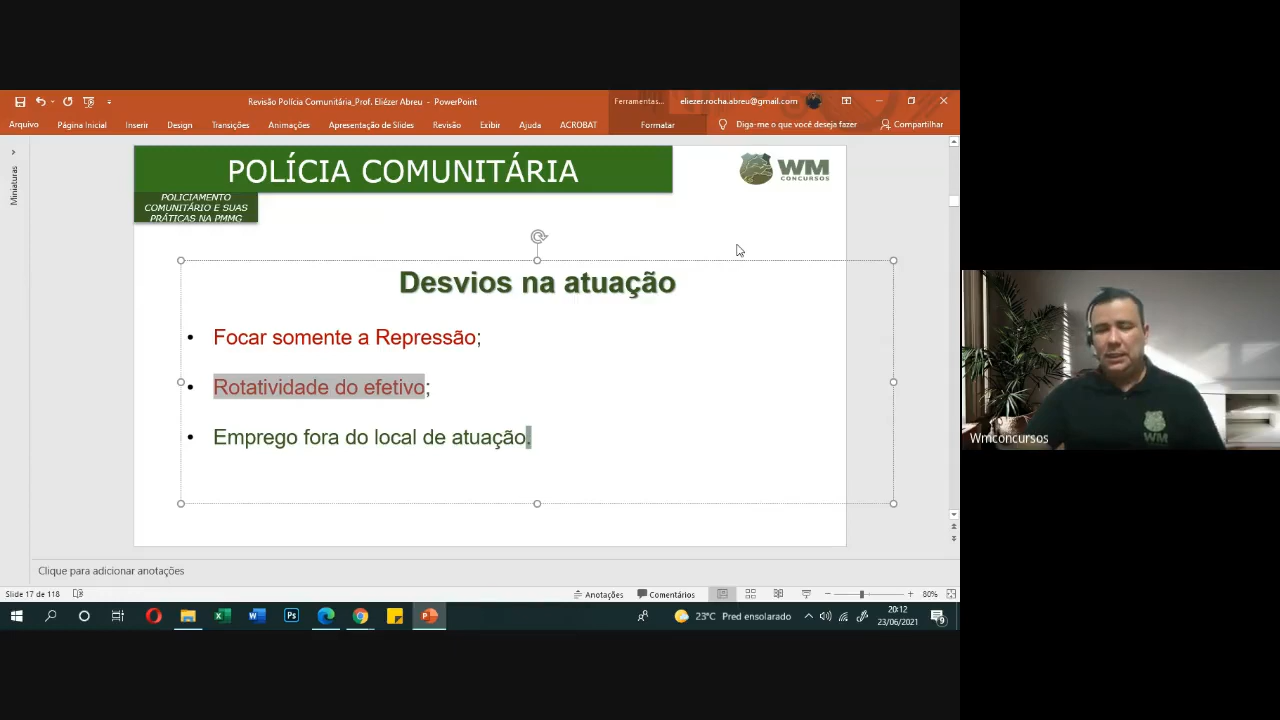 Revisão Polícia Comunitária_Prof. Eliézer Abreu - PowerPoint
Ferramentas...
eliezer.rocha.abreu@gmail.com
Arquivo
Página Inicial
Inserir
Design
Transições
Animações
Apresentação de Slides
Revisão
Exibir
Ajuda
ACROBAT
Formatar
Diga-me o que você deseja fazer
Compartilhar
Miniaturas
POLÍCIA COMUNITÁRIA
WM
CONCURSOS
POLICIAMENTO
COMUNITÁRIO E SUAS
PRÁTICAS NA PMMG
Desvios na atuação
• Focar somente a Repressão;
• Rotatividade do efetivo;
• Emprego fora do local de atuação.
WM
Wmconcursos
Clique para adicionar anotações
Slide 17 de 118
Anotações
Comentários
80%
23°C Pred ensolarado
20:12
23/06/2021
9